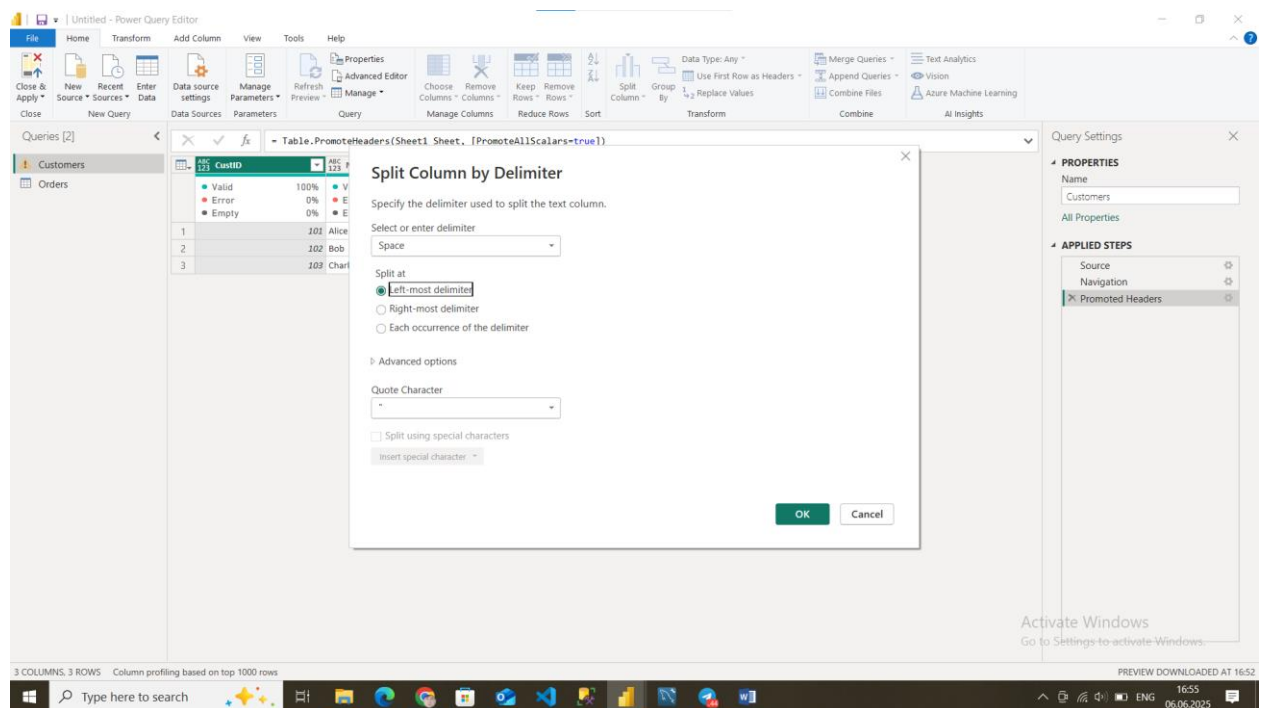 Untitled - Power Query Editor
File Home Transform Add Column View Tools Help
Close & Apply
New Source
Recent Sources
Enter Data
Data source settings
Manage Parameters
Refresh Preview
Properties
Advanced Editor
Manage
Choose Columns
Remove Columns
Keep Rows
Remove Rows
Split Column
Group By
Data Type: Any
Use First Row as Headers
Replace Values
Merge Queries
Append Queries
Combine Files
Text Analytics
Vision
Azure Machine Learning
Close New Query Data Sources Parameters Query Manage Columns Reduce Rows Sort Transform Combine AI Insights
Queries [2]
Customers
Orders
fx = Table.PromoteHeaders(Sheet1_Sheet, [PromoteAllScalars=true])
ABC 123 CustID ABC 123
Valid 100%
Error 0%
Empty 0%
1 101 Alice
2 102 Bob
3 103 Charl
Split Column by Delimiter
Specify the delimiter used to split the text column.
Select or enter delimiter
Space
Split at
Left-most delimiter
Right-most delimiter
Each occurrence of the delimiter
Advanced options
Quote Character
"
Split using special characters
Insert special character
OK Cancel
Query Settings
PROPERTIES
Name
Customers
All Properties
APPLIED STEPS
Source
Navigation
Promoted Headers
Activate Windows
Go to Settings to activate Windows.
3 COLUMNS, 3 ROWS Column profiling based on top 1000 rows
PREVIEW DOWNLOADED AT 16:52
Type here to search
ENG
16:55
06.06.2025